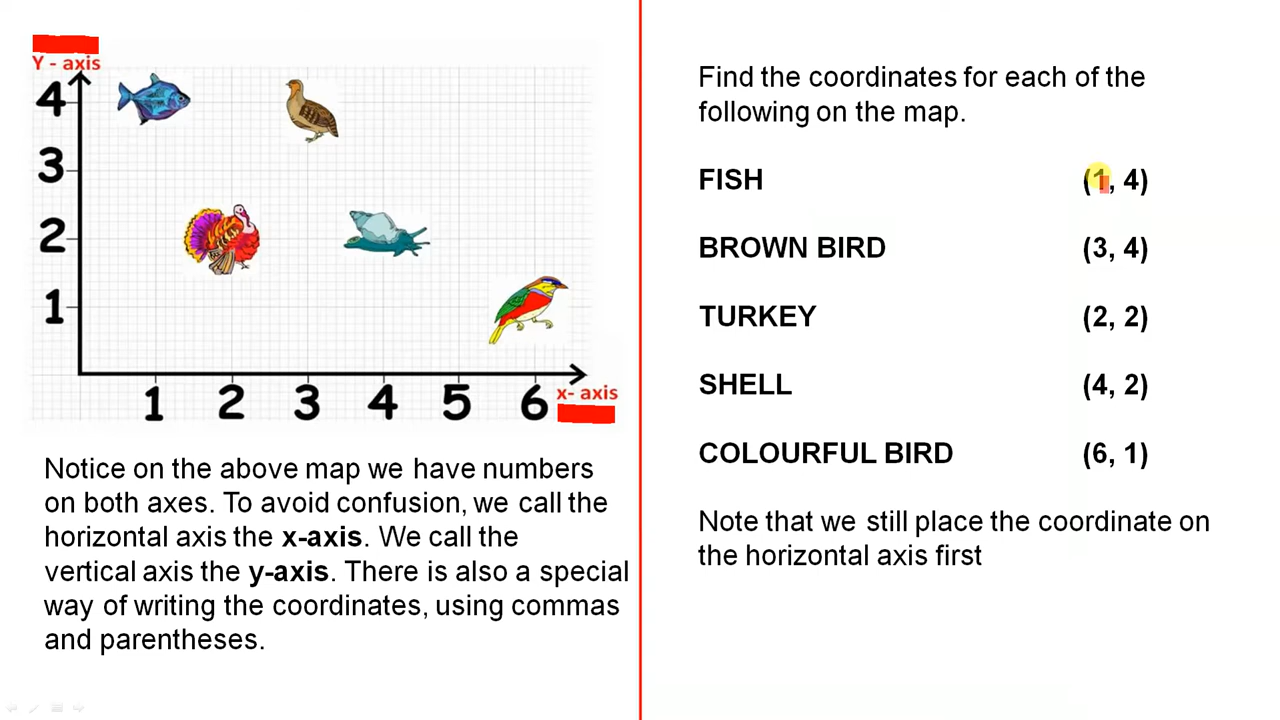 Y - axis
4
3
2
1
1 2 3 4 5 6
x- axis
Notice on the above map we have numbers
on both axes. To avoid confusion, we call the
horizontal axis the x-axis. We call the
vertical axis the y-axis. There is also a special
way of writing the coordinates, using commas
and parentheses.
Find the coordinates for each of the
following on the map.
FISH (1, 4)
BROWN BIRD (3, 4)
TURKEY (2, 2)
SHELL (4, 2)
COLOURFUL BIRD (6, 1)
Note that we still place the coordinate on
the horizontal axis first